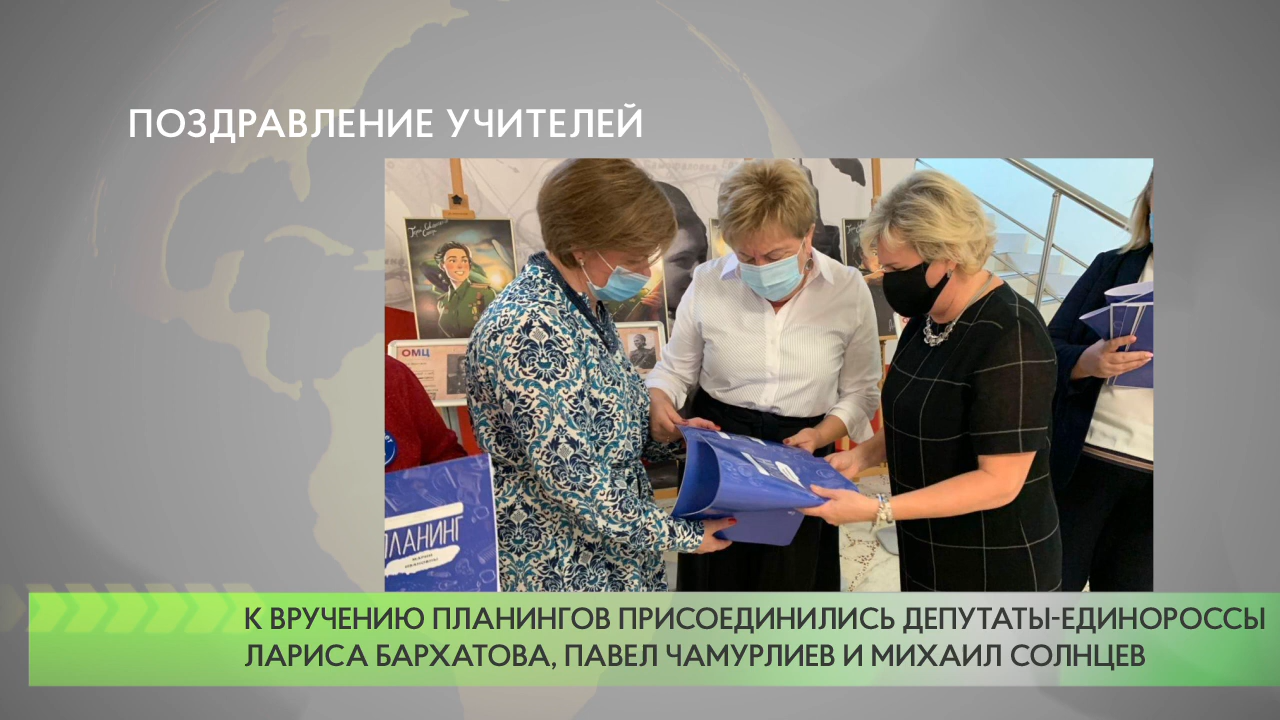 ПОЗДРАВЛЕНИЕ УЧИТЕЛЕЙ
ОМЦ
ПЛАНИНГ
К ВРУЧЕНИЮ ПЛАНИНГОВ ПРИСОЕДИНИЛИСЬ ДЕПУТАТЫ-ЕДИНОРОССЫ
ЛАРИСА БАРХАТОВА, ПАВЕЛ ЧАМУРЛИЕВ И МИХАИЛ СОЛНЦЕВ